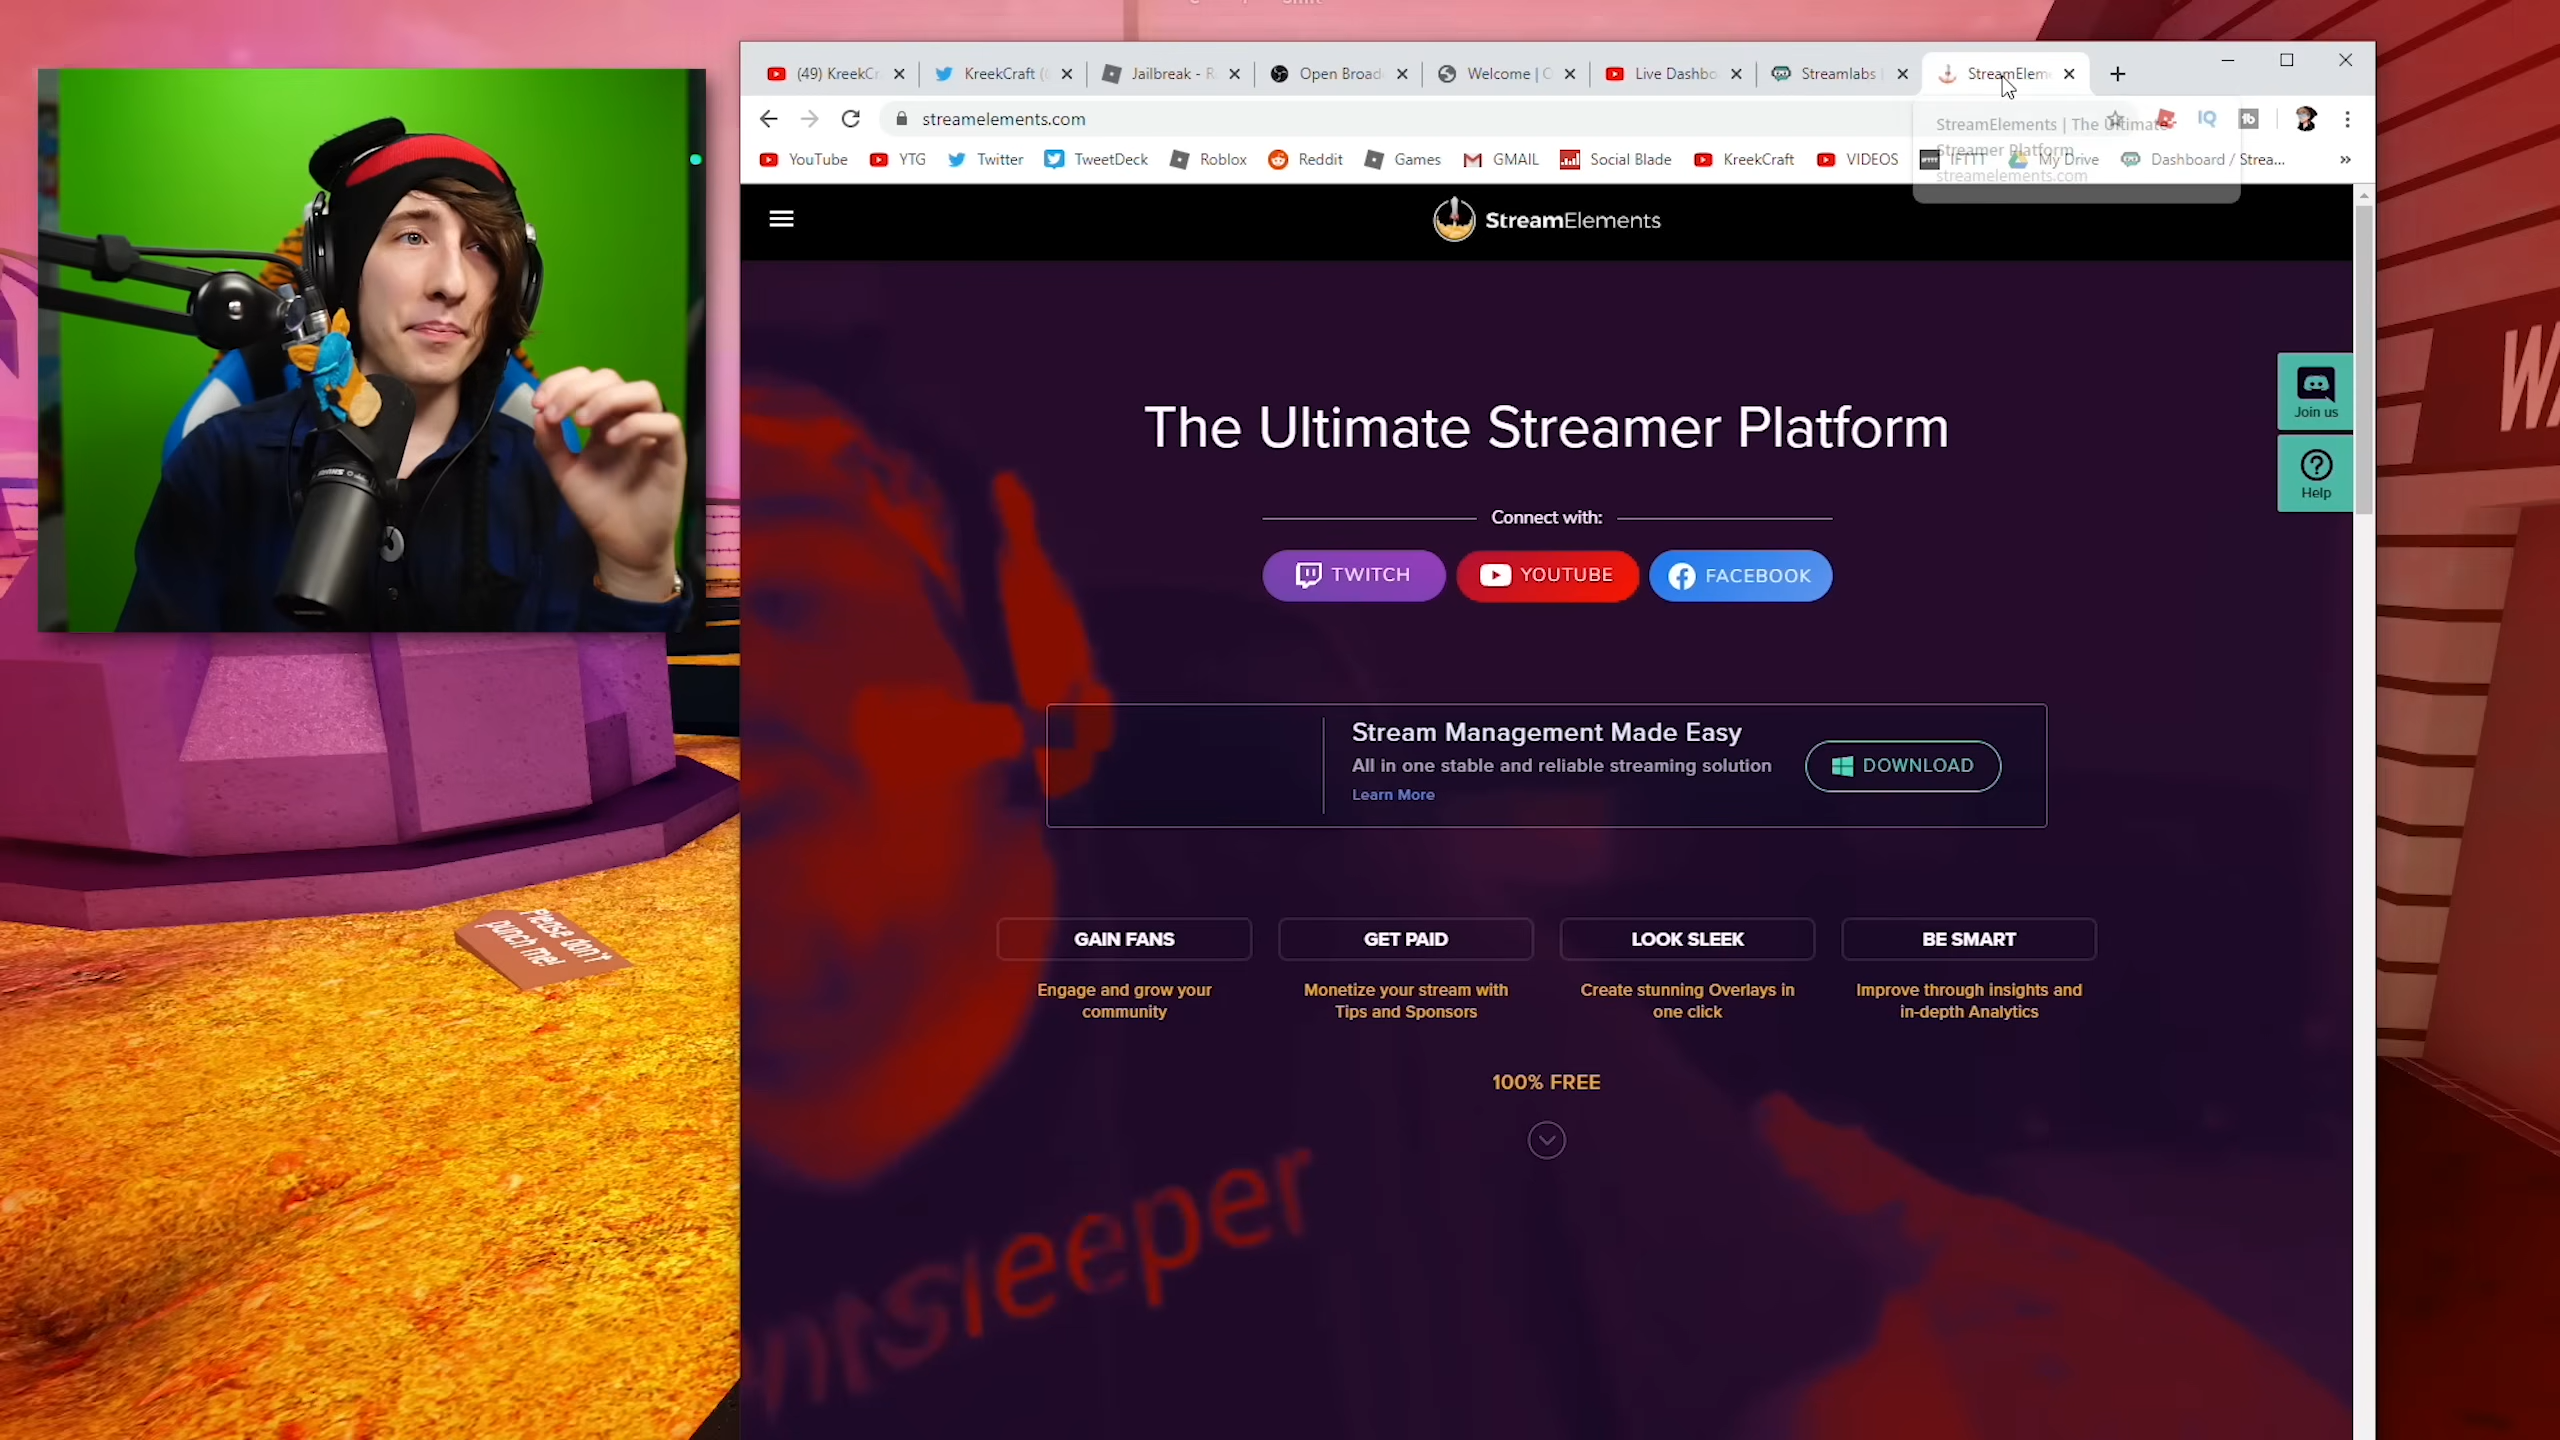 (49) KreekCr
KreekCraft (
Jailbreak - R
Open Broad
Welcome | C
Live Dashbo
Streamlabs
StreamElem
streamelements.com
StreamElements | The Ultimate
Streamer Platform
streamelements.com
YouTube
YTG
Twitter
TweetDeck
Roblox
Reddit
Games
GMAIL
Social Blade
KreekCraft
VIDEOS
IFTTT
My Drive
Dashboard / Strea...
StreamElements
Join us
Help
The Ultimate Streamer Platform
Connect with:
TWITCH
YOUTUBE
FACEBOOK
Stream Management Made Easy
All in one stable and reliable streaming solution
Learn More
DOWNLOAD
GAIN FANS
Engage and grow your
community
GET PAID
Monetize your stream with
Tips and Sponsors
LOOK SLEEK
Create stunning Overlays in
one click
BE SMART
Improve through insights and
in-depth Analytics
100% FREE
ntsleeper
Please don't
punch me!